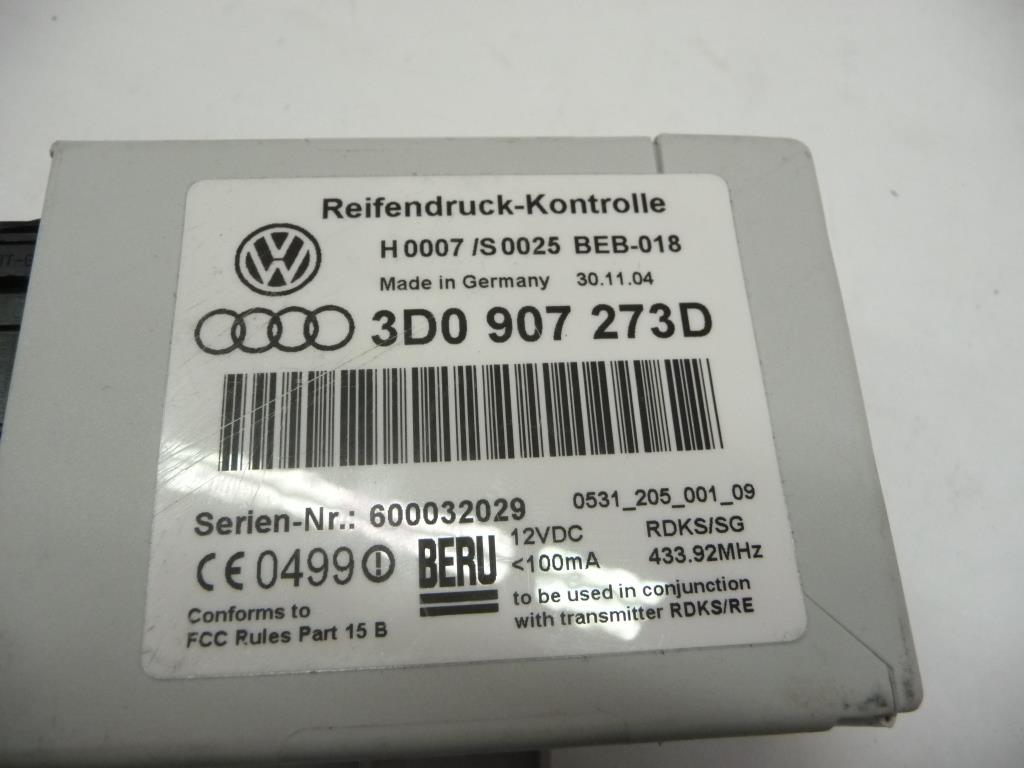 Reifendruck-Kontrolle
H0007 /S0025 BEB-018
Made in Germany 30.11.04
3D0 907 273D
Serien-Nr.: 600032029
0531_205_001_09
CE 0499
BERU
12VDC RDKS/SG
<100mA 433.92MHz
to be used in conjunction
with transmitter RDKS/RE
Conforms to
FCC Rules Part 15 B